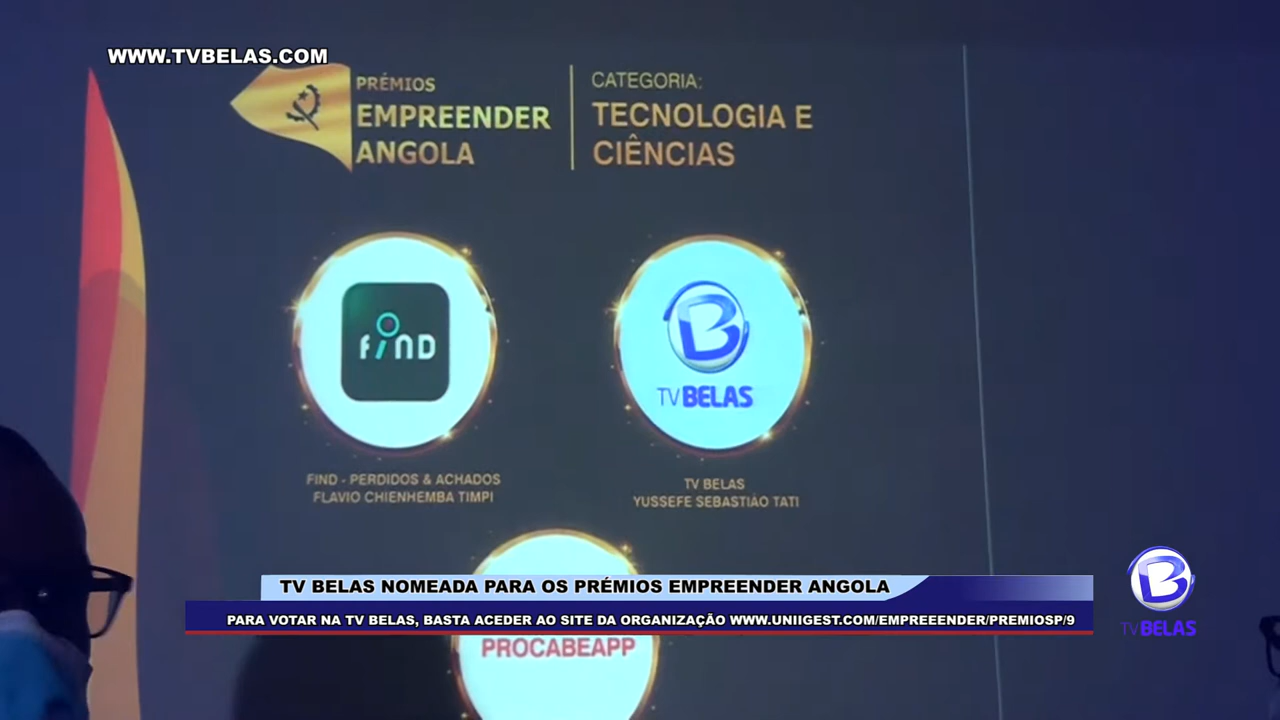 WWW.TVBELAS.COM
PRÉMIOS
EMPREENDER
ANGOLA
CATEGORIA:
TECNOLOGIA E
CIÊNCIAS
FIND
B
TV BELAS
FIND - PERDIDOS & ACHADOS
FLAVIO CHIENHEMBA TIMPI
TV BELAS
YUSSEFE SEBASTIÃO TATI
TV BELAS NOMEADA PARA OS PRÉMIOS EMPREENDER ANGOLA
PARA VOTAR NA TV BELAS, BASTA ACEDER AO SITE DA ORGANIZAÇÃO WWW.UNIIGEST.COM/EMPREEENDER/PREMIOSP/9
PROCABEAPP
B
TV BELAS